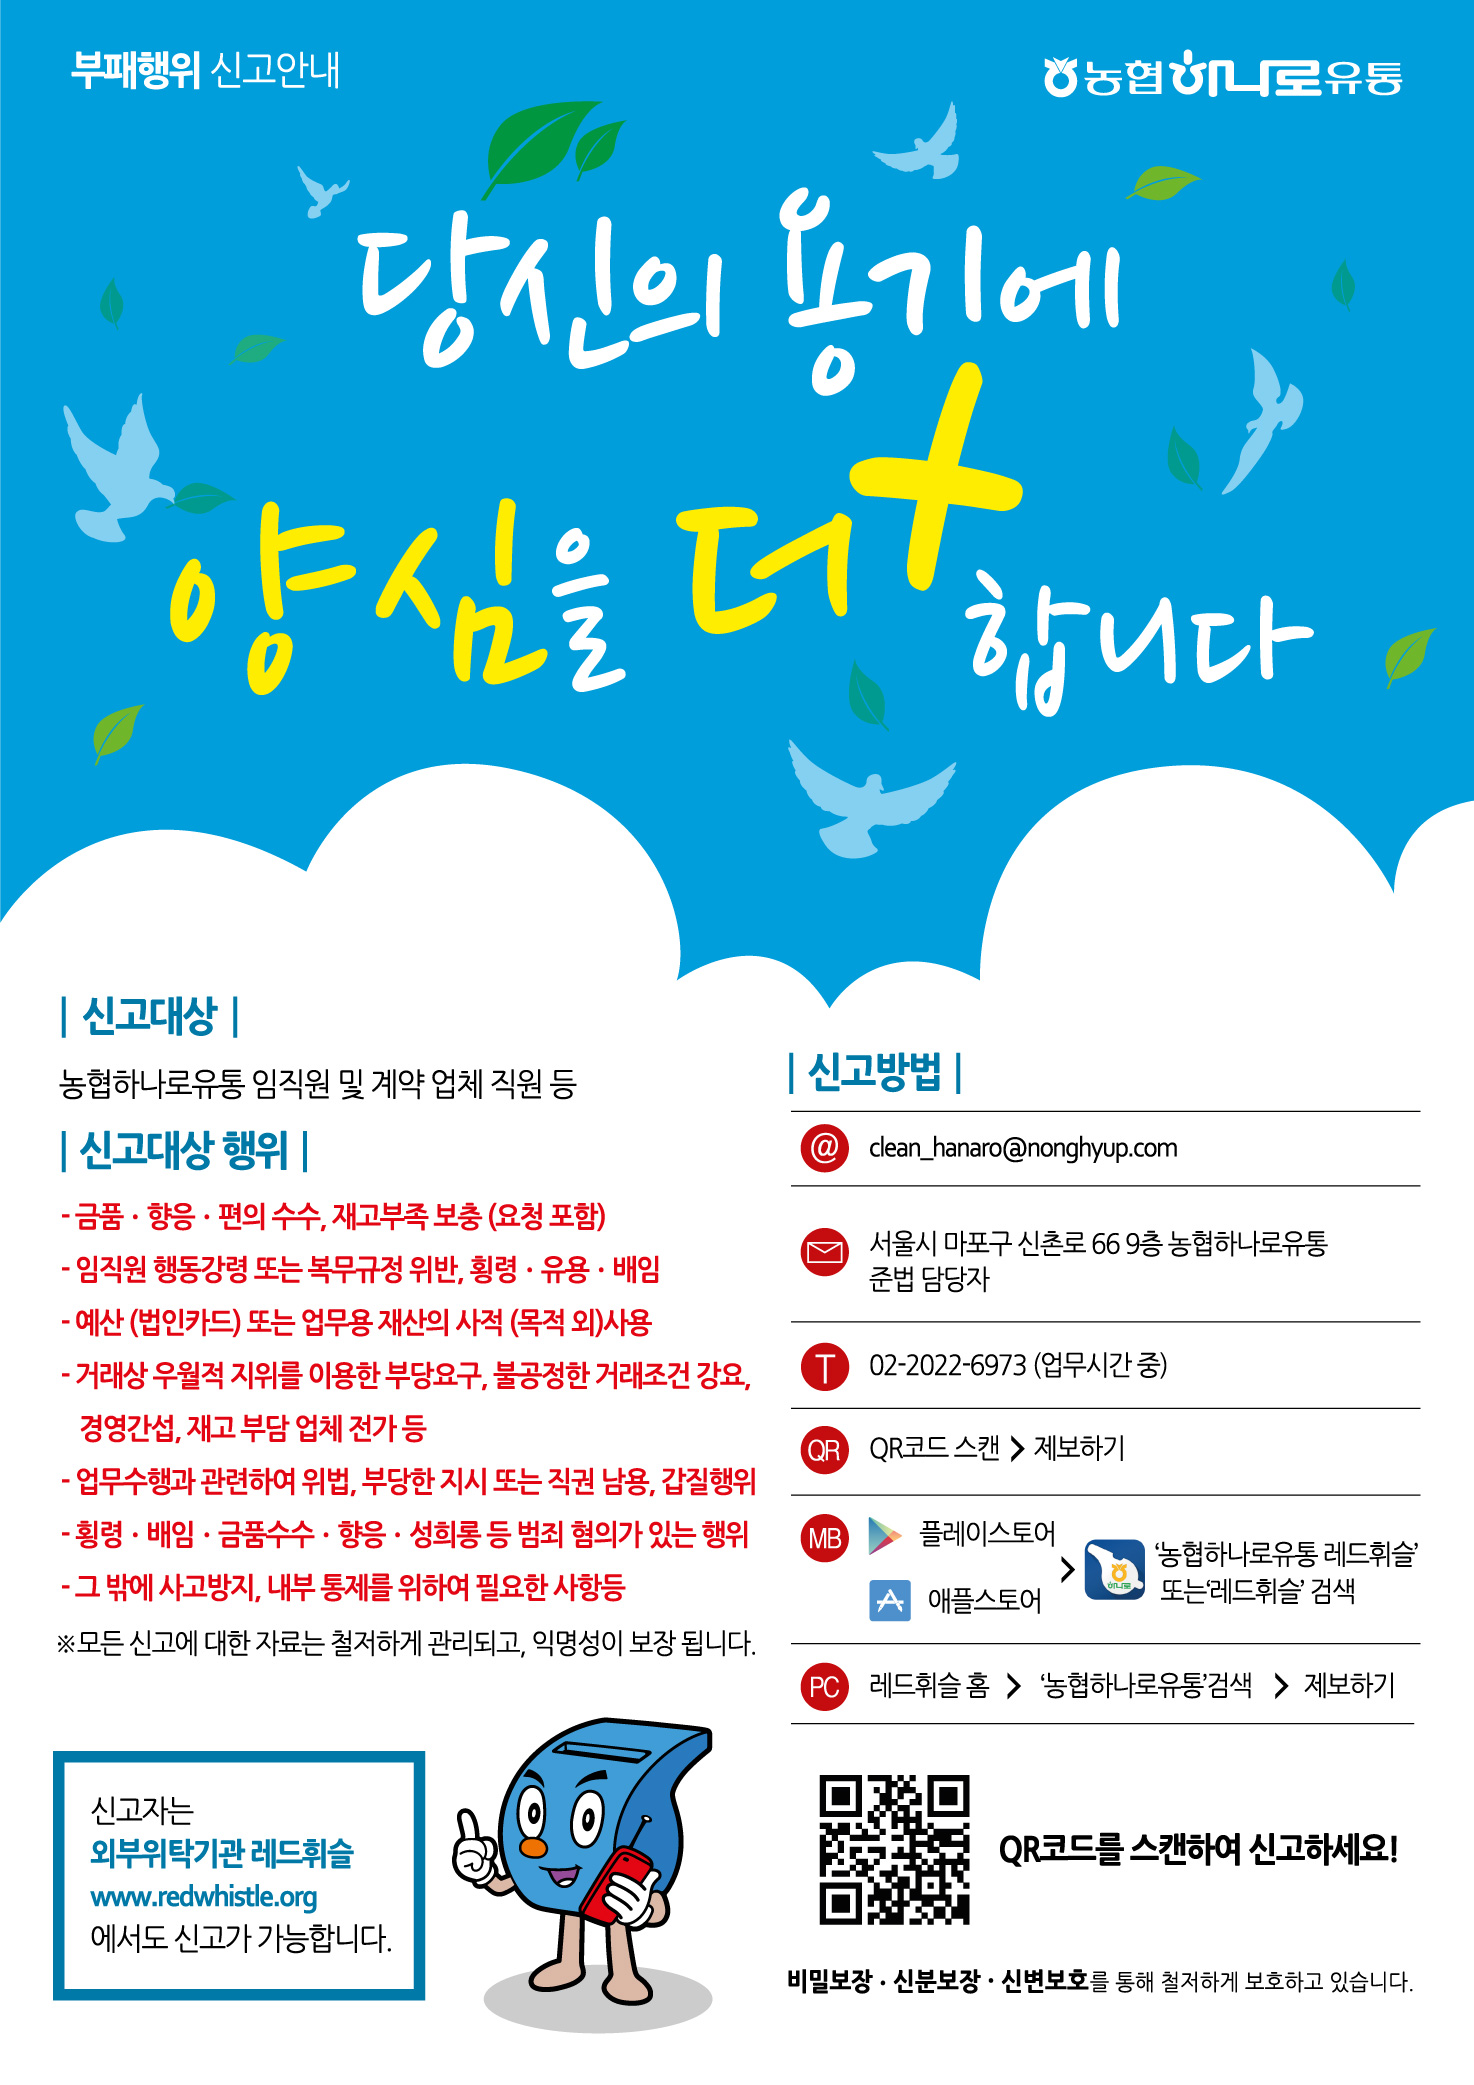 부패행위 신고안내
농협하나로유통
당신의 용기에
양심을 더+
합니다
| 신고대상 |
농협하나로유통 임직원 및 계약 업체 직원 등
| 신고대상 행위 |
- 금품 · 향응 · 편의 수수, 재고부족 보충 (요청 포함)
- 임직원 행동강령 또는 복무규정 위반, 횡령 · 유용 · 배임
- 예산 (법인카드) 또는 업무용 재산의 사적 (목적 외)사용
- 거래상 우월적 지위를 이용한 부당요구, 불공정한 거래조건 강요,
경영간섭, 재고 부담 업체 전가 등
- 업무수행과 관련하여 위법, 부당한 지시 또는 직권 남용, 갑질행위
- 횡령 · 배임 · 금품수수 · 향응 · 성희롱 등 범죄 혐의가 있는 행위
- 그 밖에 사고방지, 내부 통제를 위하여 필요한 사항등
※모든 신고에 대한 자료는 철저하게 관리되고, 익명성이 보장 됩니다.
신고자는
외부위탁기관 레드휘슬
www.redwhistle.org
에서도 신고가 가능합니다.
| 신고방법 |
@ clean_hanaro@nonghyup.com
서울시 마포구 신촌로 66 9층 농협하나로유통
준법 담당자
T 02-2022-6973 (업무시간 중)
QR QR코드 스캔 > 제보하기
MB 플레이스토어
애플스토어
> 하나로 ‘농협하나로유통 레드휘슬’
또는‘레드휘슬’ 검색
PC 레드휘슬 홈 > ‘농협하나로유통’검색 > 제보하기
QR코드를 스캔하여 신고하세요!
비밀보장 · 신분보장 · 신변보호를 통해 철저하게 보호하고 있습니다.